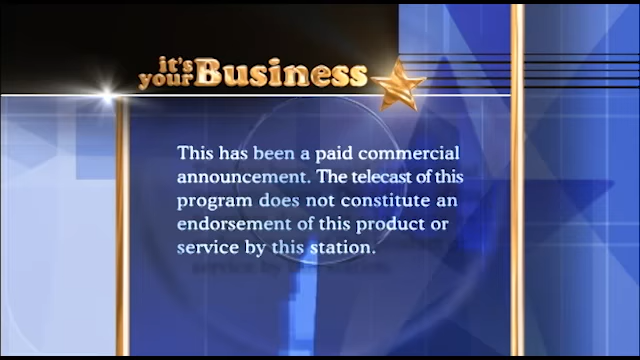 it's
your Business
This has been a paid commercial
announcement. The telecast of this
program does not constitute an
endorsement of this product or
service by this station.